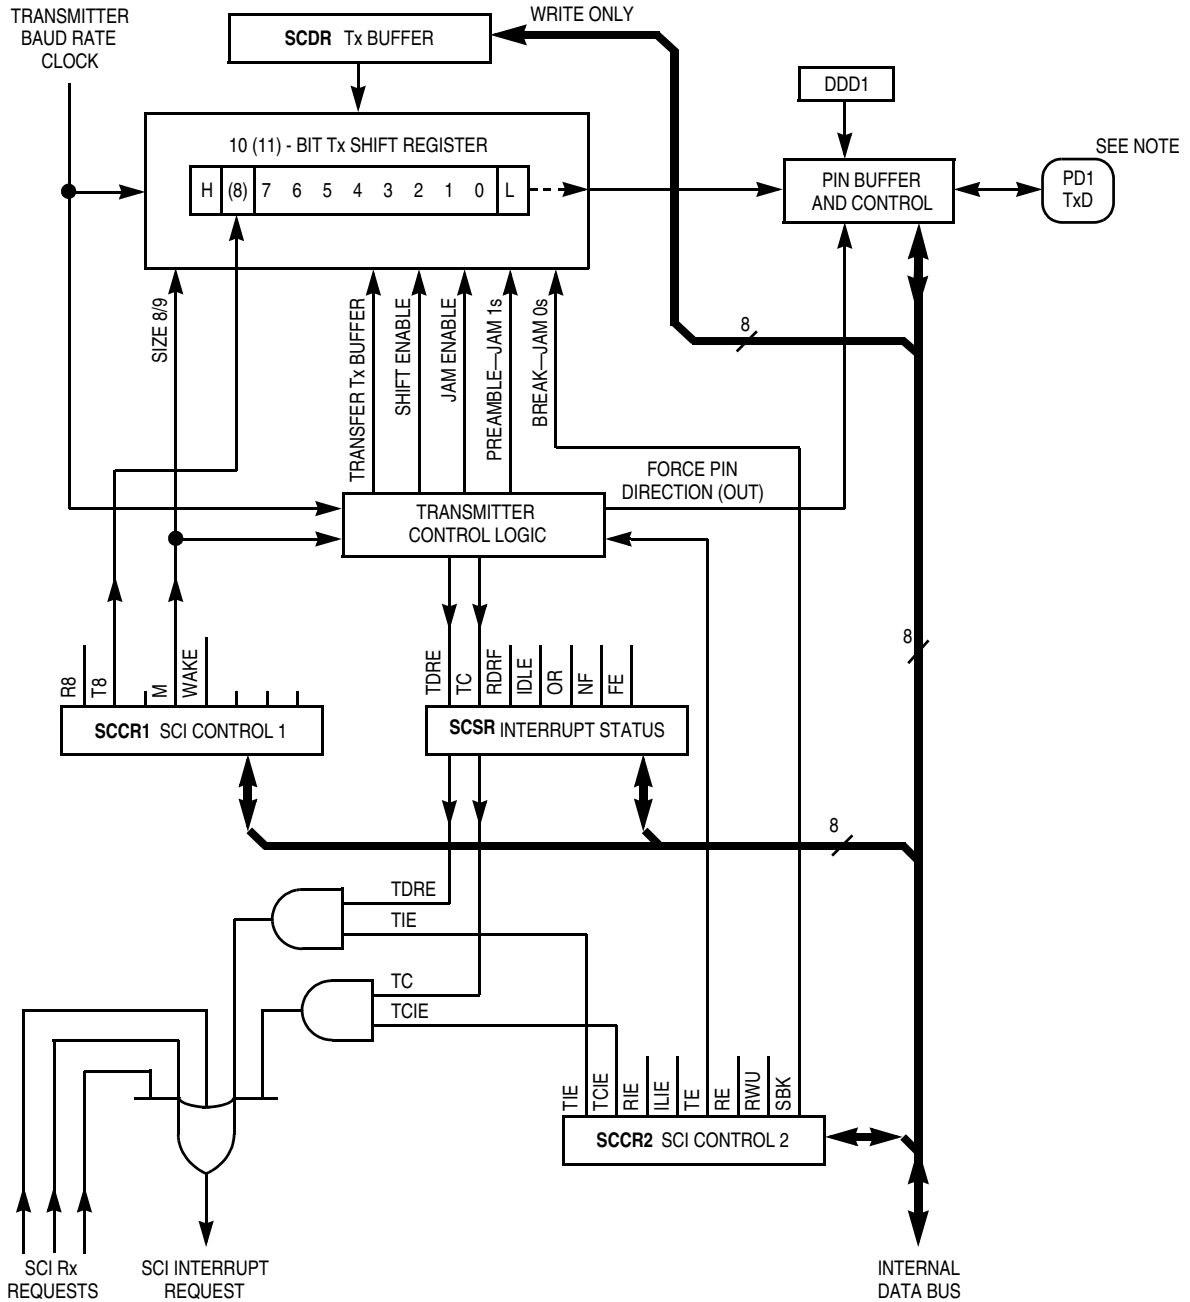 TRANSMITTER
BAUD RATE
CLOCK
SCDR Tx BUFFER
WRITE ONLY
DDD1
10 (11) - BIT Tx SHIFT REGISTER
H (8) 7 6 5 4 3 2 1 0 L
PIN BUFFER
AND CONTROL
SEE NOTE
PD1
TxD
SIZE 8/9
TRANSFER Tx BUFFER
SHIFT ENABLE
JAM ENABLE
PREAMBLE—JAM 1s
BREAK—JAM 0s
8
FORCE PIN
DIRECTION (OUT)
TRANSMITTER
CONTROL LOGIC
8
R8
T8
M
WAKE
SCCR1 SCI CONTROL 1
TDRE
TC
RDRF
IDLE
OR
NF
FE
SCSR INTERRUPT STATUS
8
TDRE
TIE
TC
TCIE
TIE
TCIE
RIE
ILIE
TE
RE
RWU
SBK
SCCR2 SCI CONTROL 2
SCI Rx
REQUESTS
SCI INTERRUPT
REQUEST
INTERNAL
DATA BUS